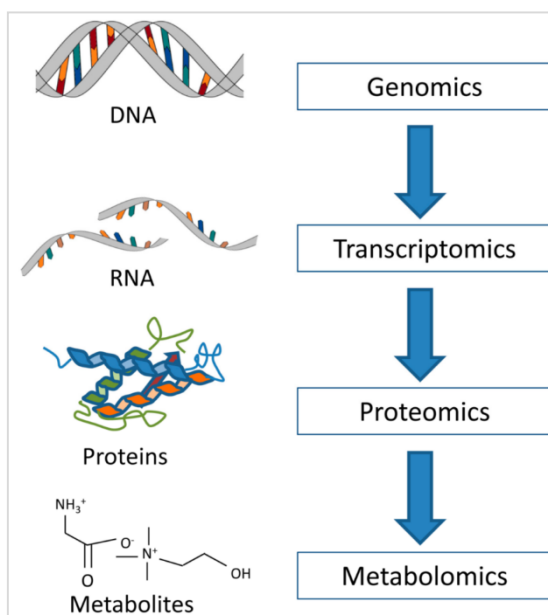 DNA
Genomics
RNA
Transcriptomics
Proteins
Proteomics
NH₃⁺
O⁻
O
N⁺
OH
Metabolites
Metabolomics